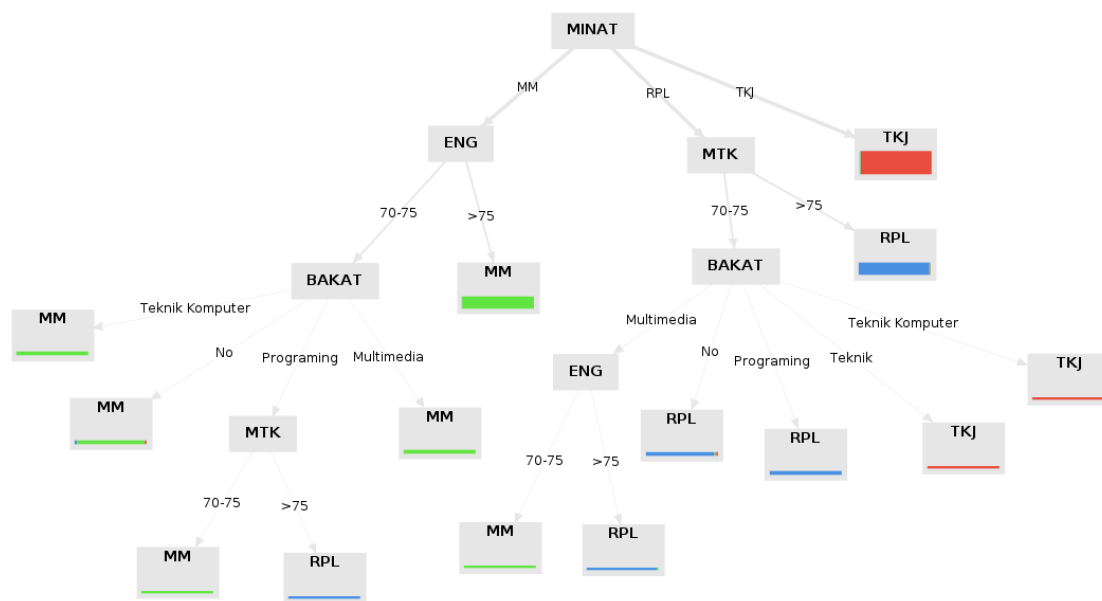 MINAT
MM
RPL
TKJ
ENG
MTK
TKJ
70-75
>75
70-75
>75
RPL
BAKAT
MM
BAKAT
Teknik Komputer
No
Programing
Multimedia
Multimedia
No
Programing
Teknik
Teknik Komputer
MM
ENG
TKJ
MM
MM
RPL
MTK
RPL
TKJ
70-75
>75
70-75
>75
MM
RPL
MM
RPL